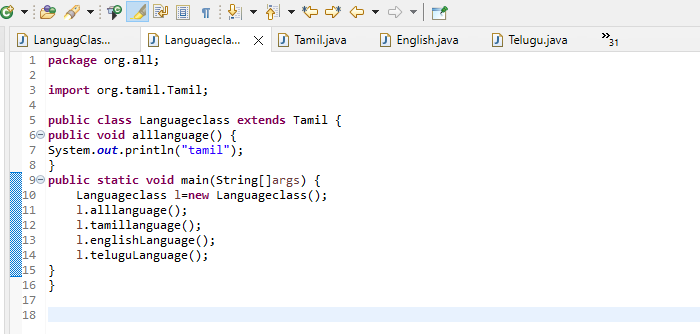 LanguagClas...
Languagecla...
Tamil.java
English.java
Telugu.java
»31
1 package org.all;
2
3 import org.tamil.Tamil;
4
5 public class Languageclass extends Tamil {
6 public void alllanguage() {
7 System.out.println("tamil");
8 }
9 public static void main(String[]args) {
10 Languageclass l=new Languageclass();
11 l.alllanguage();
12 l.tamillanguage();
13 l.englishLanguage();
14 l.teluguLanguage();
15 }
16 }
17
18